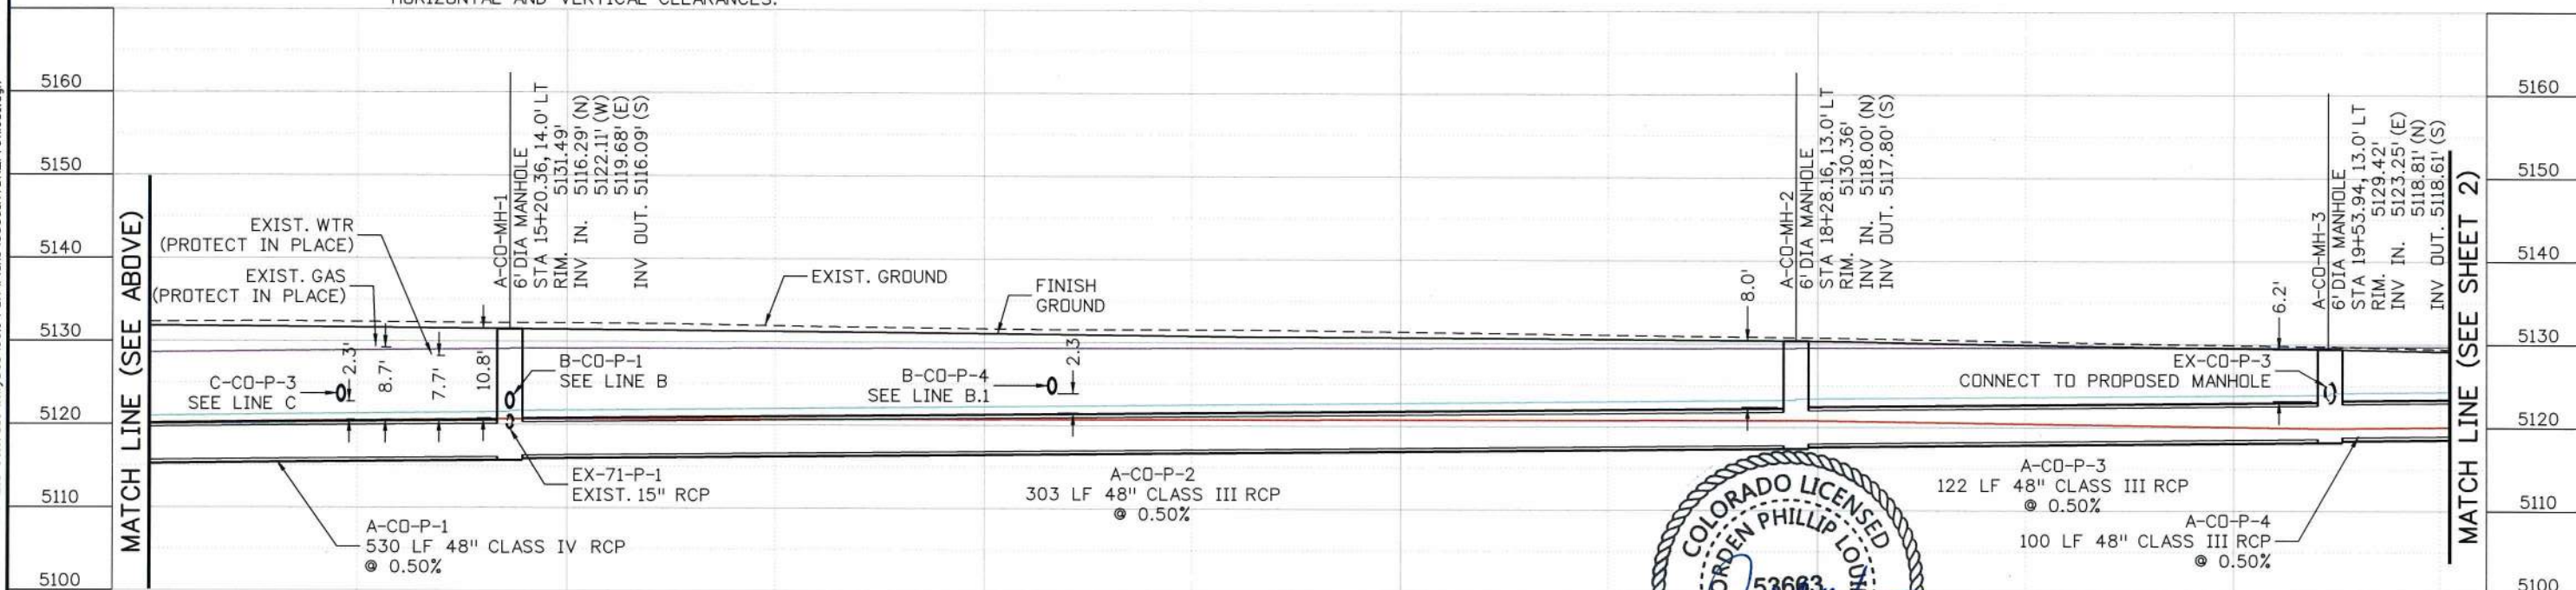 HORIZONTAL AND VERTICAL CLEARANCES.
5160
5150
5140
5130
5120
5110
5100
MATCH LINE (SEE ABOVE)
EXIST. WTR
(PROTECT IN PLACE)
EXIST. GAS
(PROTECT IN PLACE)
C-CO-P-3
SEE LINE C
2.3'
8.7'
7.7'
10.8'
A-CO-MH-1
6' DIA MANHOLE
STA 15+20.36, 14.0' LT
RIM. 5131.49'
INV IN. 5116.29' (N)
5122.11' (W)
5119.68' (E)
INV OUT. 5116.09' (S)
B-CO-P-1
SEE LINE B
EX-71-P-1
EXIST. 15" RCP
A-CO-P-1
530 LF 48" CLASS IV RCP
@ 0.50%
EXIST. GROUND
FINISH
GROUND
B-CO-P-4
SEE LINE B.1
2.3'
A-CO-P-2
303 LF 48" CLASS III RCP
@ 0.50%
8.0'
A-CO-MH-2
6' DIA MANHOLE
STA 18+28.16, 13.0' LT
RIM. 5130.36'
INV IN. 5118.00' (N)
INV OUT. 5117.80' (S)
COLORADO LICENSED
PHILLIP
53663
A-CO-P-3
122 LF 48" CLASS III RCP
@ 0.50%
EX-CO-P-3
CONNECT TO PROPOSED MANHOLE
6.2'
A-CO-MH-3
6' DIA MANHOLE
STA 19+53.94, 13.0' LT
RIM. 5129.42'
INV IN. 5123.25' (E)
5118.81' (N)
INV OUT. 5118.61' (S)
A-CO-P-4
100 LF 48" CLASS III RCP
@ 0.50%
MATCH LINE (SEE SHEET 2)
5160
5150
5140
5130
5120
5110
5100